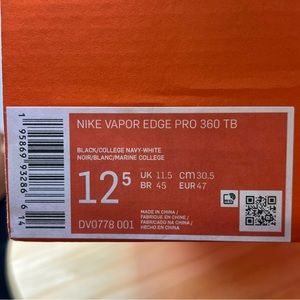 NIKE VAPOR EDGE PRO 360 TB
BLACK/COLLEGE NAVY-WHITE
NOIR/BLANC/MARINE COLLEGE
12.5
UK 11.5 CM 30.5
BR 45 EUR 47
DV0778 001
MADE IN CHINA /
FABRIQUE EN CHINE /
FABRICADO NA CHINA /
HECHO EN CHINA
1 95869 93286 6 14